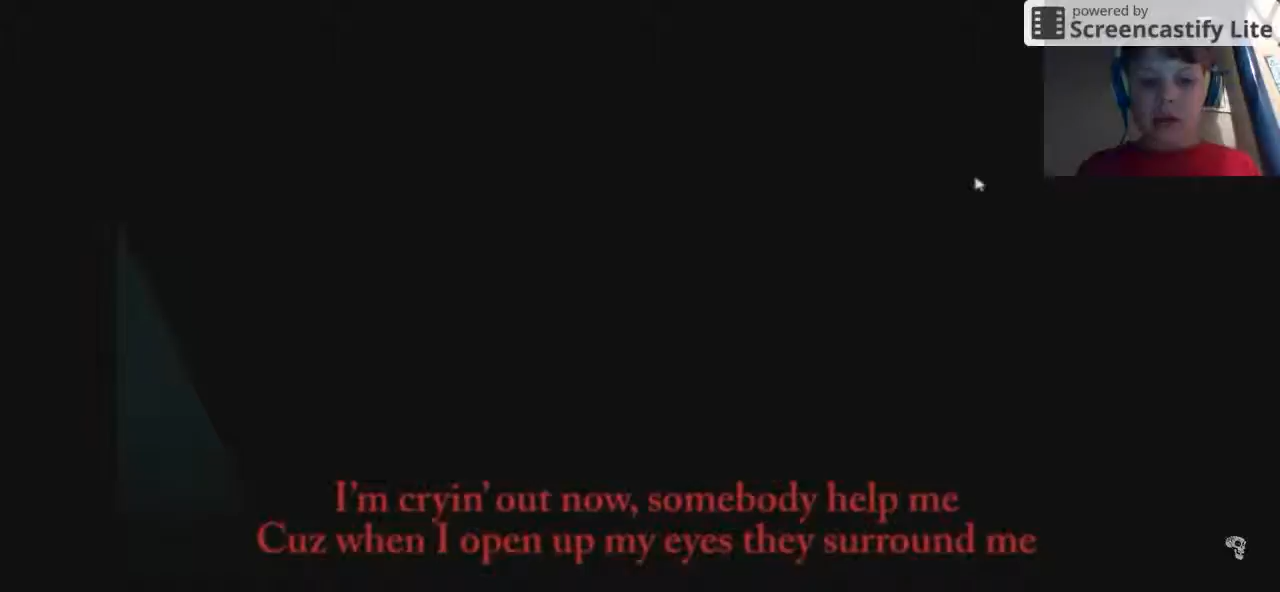 powered by
Screencastify Lite
I'm cryin' out now, somebody help me
Cuz when I open up my eyes they surround me